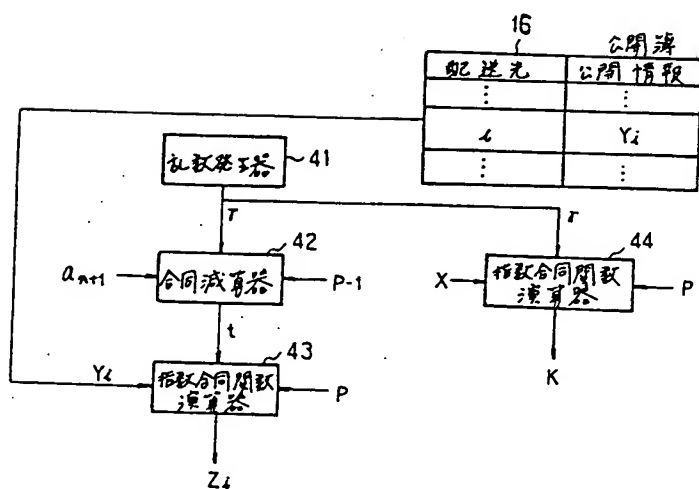 16
公開簿
配送先 公開情報
⋮ ⋮
i Yi
⋮ ⋮
乱数発生器 41
r r
42 44
an+1 合同減算器 P-1
X 指数合同関数演算器 P
t
K
43
Yi 指数合同関数演算器 P
Zi